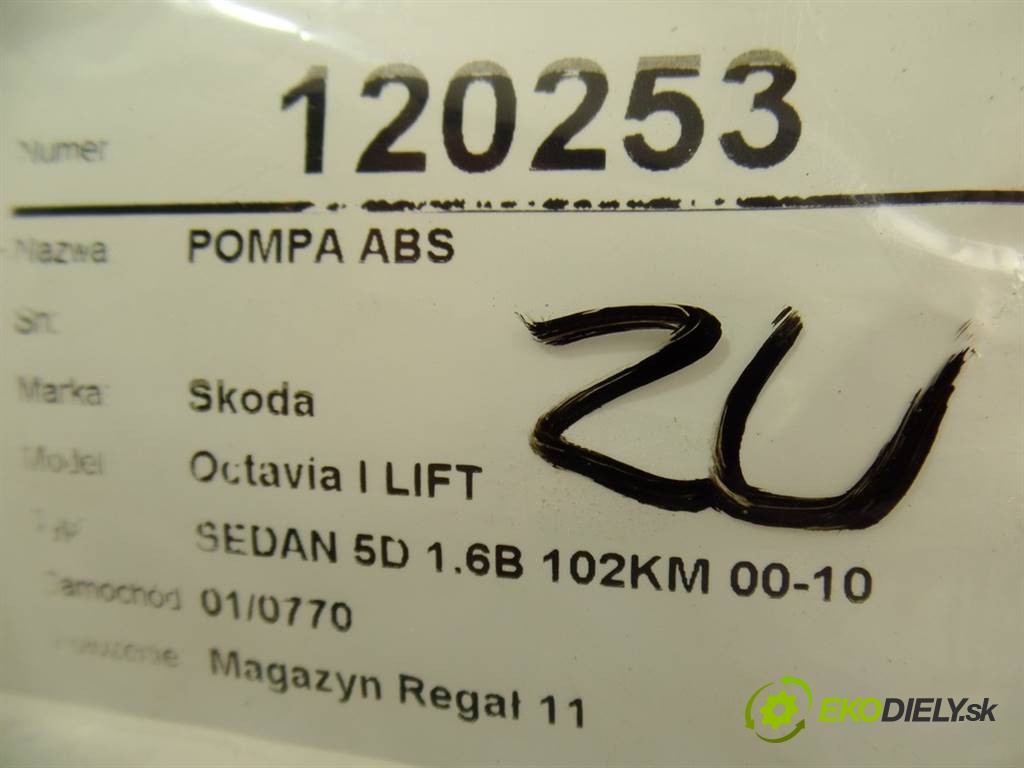 Numer 120253
Nazwa POMPA ABS
Marka: Skoda
Model Octavia I LIFT
SEDAN 5D 1.6B 102KM 00-10
Samochód 01/0770
Magazyn Regał 11
ZU
EKODIELY.sk